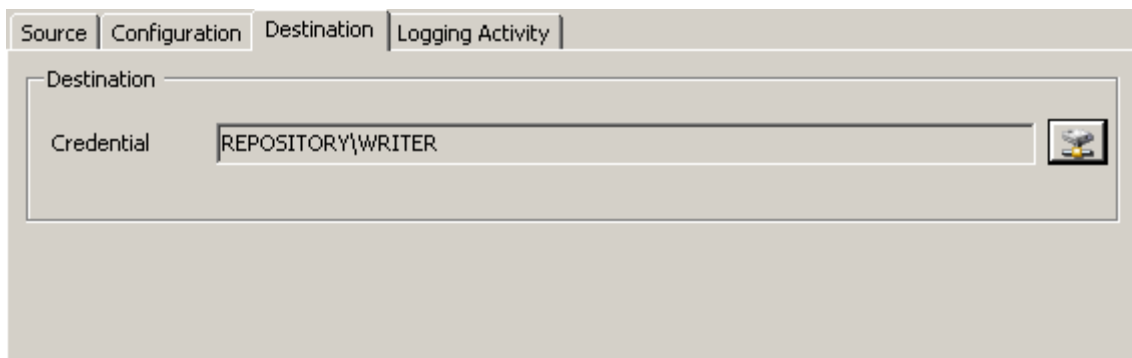 Source Configuration Destination Logging Activity
Destination
Credential REPOSITORY\WRITER